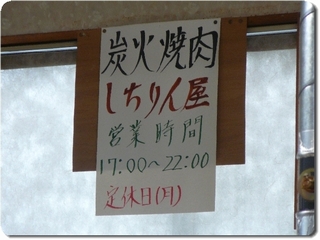 炭火焼肉
しちりん屋
営業時間
17:00～22:00
定休日(月)